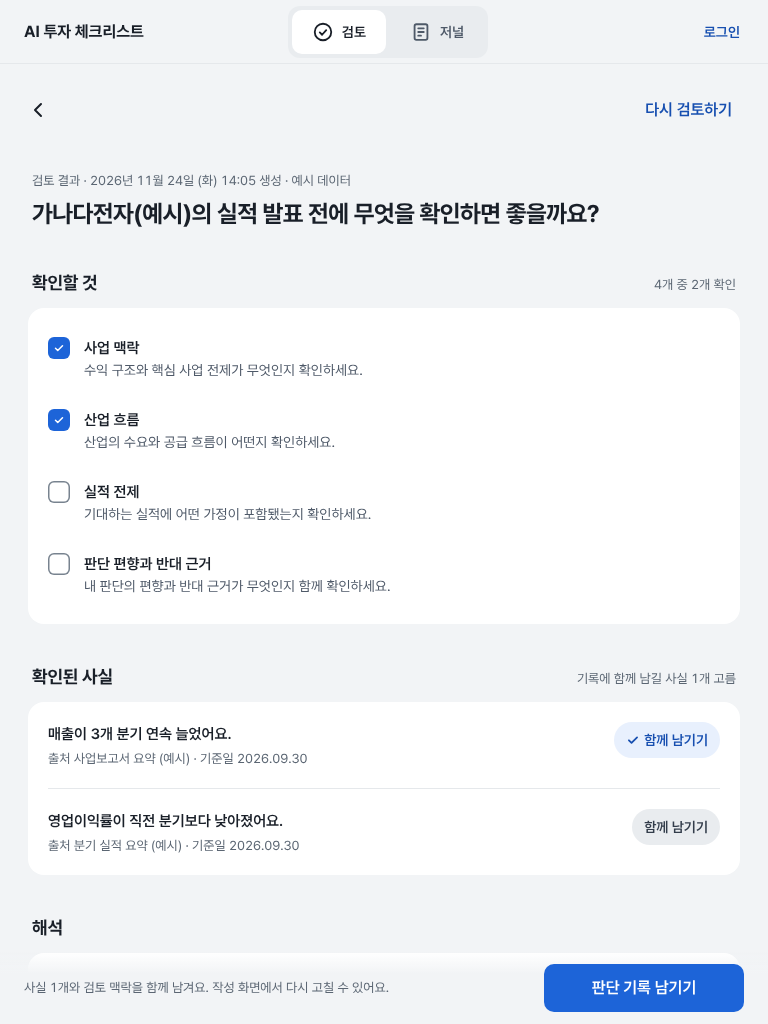 AI 투자 체크리스트
검토
저널
로그인
다시 검토하기
검토 결과 · 2026년 11월 24일 (화) 14:05 생성 · 예시 데이터
가나다전자(예시)의 실적 발표 전에 무엇을 확인하면 좋을까요?
확인할 것
4개 중 2개 확인
사업 맥락
수익 구조와 핵심 사업 전제가 무엇인지 확인하세요.
산업 흐름
산업의 수요와 공급 흐름이 어떤지 확인하세요.
실적 전제
기대하는 실적에 어떤 가정이 포함됐는지 확인하세요.
판단 편향과 반대 근거
내 판단의 편향과 반대 근거가 무엇인지 함께 확인하세요.
확인된 사실
기록에 함께 남길 사실 1개 고름
매출이 3개 분기 연속 늘었어요.
출처 사업보고서 요약 (예시) · 기준일 2026.09.30
함께 남기기
영업이익률이 직전 분기보다 낮아졌어요.
출처 분기 실적 요약 (예시) · 기준일 2026.09.30
함께 남기기
해석
사실 1개와 검토 맥락을 함께 남겨요. 작성 화면에서 다시 고칠 수 있어요.
판단 기록 남기기